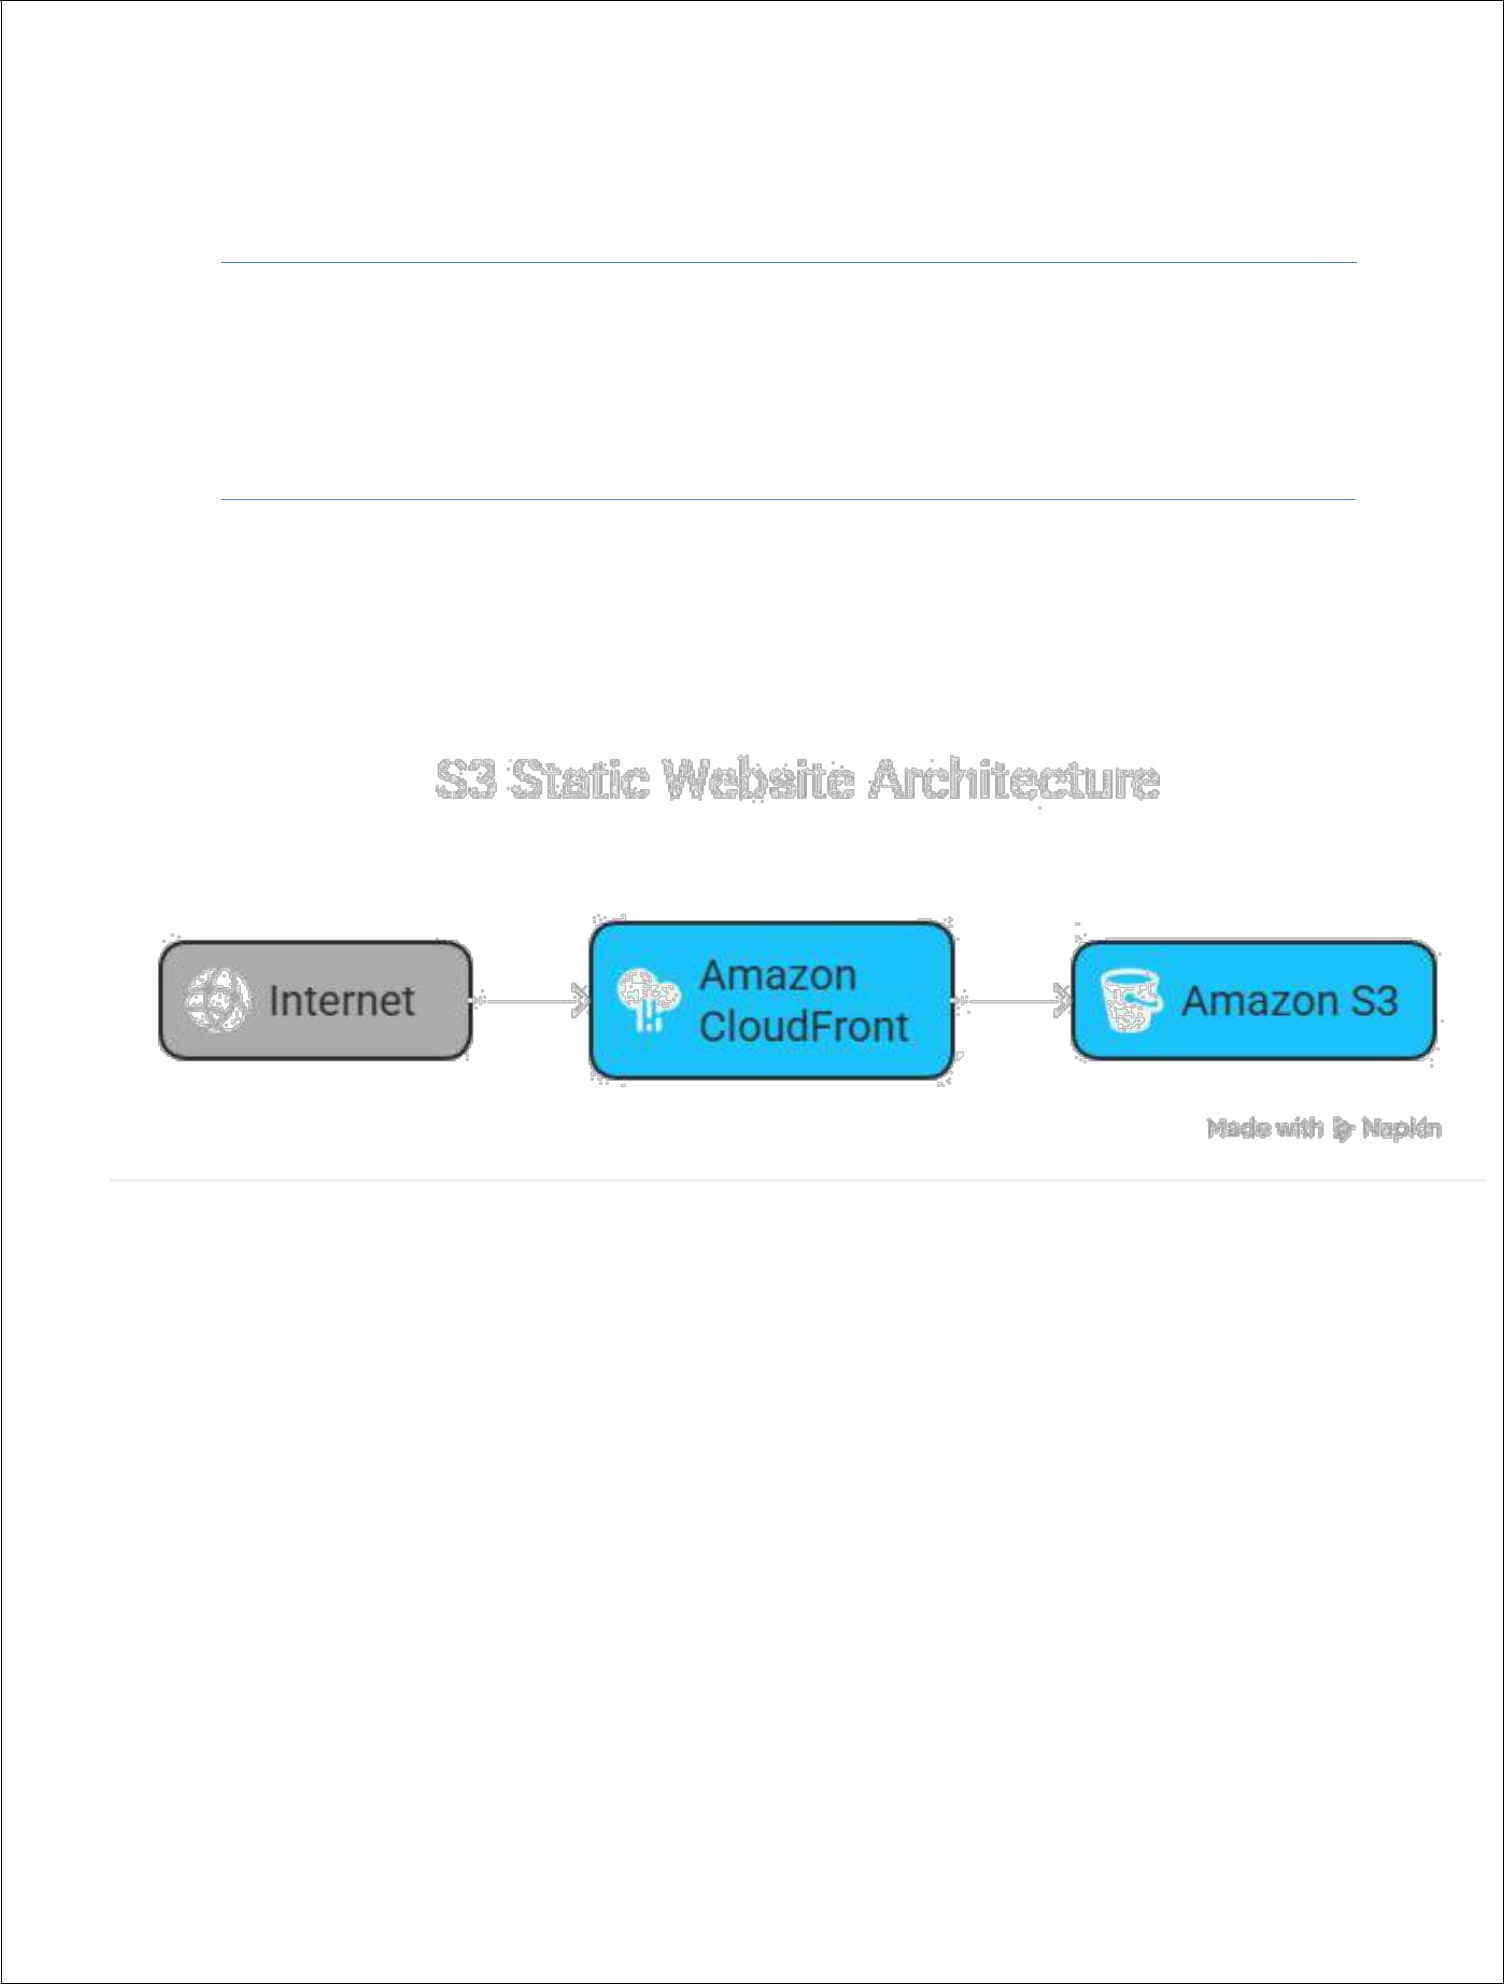 S3 Static Website Architecture
Internet
Amazon
CloudFront
Amazon S3
Made with Napkin